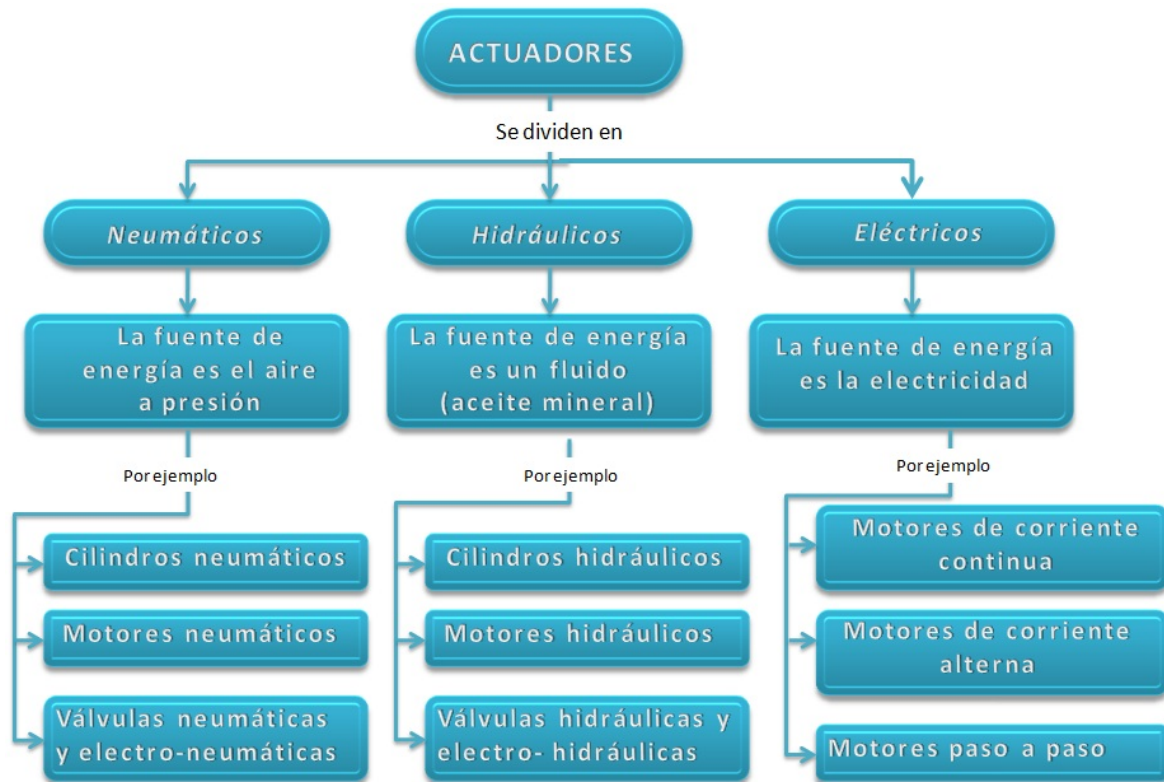 ACTUADORES
Se dividen en
Neumáticos
Hidráulicos
Eléctricos
La fuente de
energía es el aire
a presión
La fuente de energía
es un fluido
(aceite mineral)
La fuente de energía
es la electricidad
Por ejemplo
Por ejemplo
Por ejemplo
Cilindros neumáticos
Motores neumáticos
Válvulas neumáticas
y electro-neumáticas
Cilindros hidráulicos
Motores hidráulicos
Válvulas hidráulicas y
electro- hidráulicas
Motores de corriente
continua
Motores de corriente
alterna
Motores paso a paso